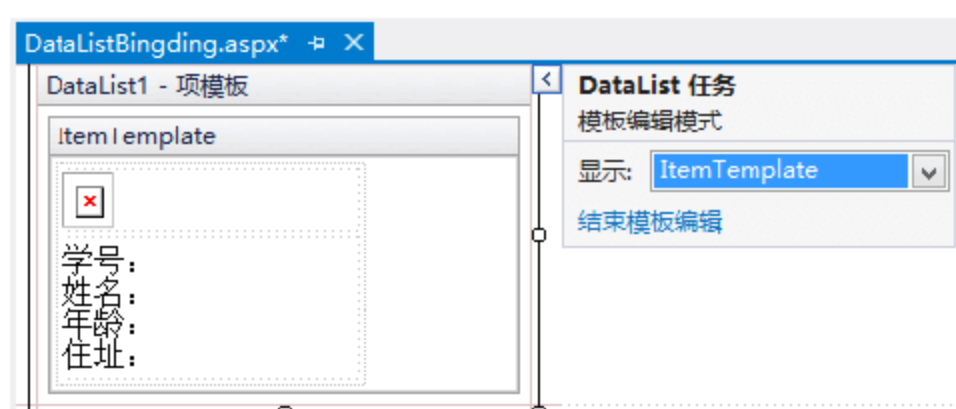 DataListBingding.aspx*
DataList1 - 项模板
ItemTemplate
学号：
姓名：
年龄：
住址：
DataList 任务
模板编辑模式
显示: ItemTemplate
结束模板编辑